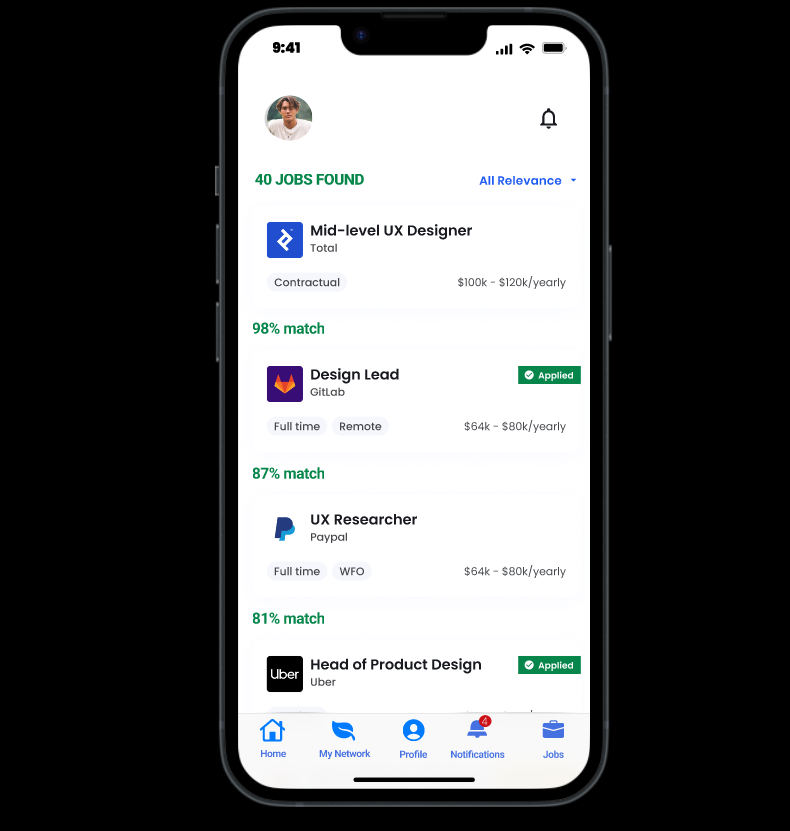 9:41
40 JOBS FOUND
All Relevance
Mid-level UX Designer
Total
Contractual
$100k - $120k/yearly
98% match
Design Lead
Applied
GitLab
Full time
Remote
$64k - $80k/yearly
87% match
UX Researcher
Paypal
Full time
WFO
$64k - $80k/yearly
81% match
Uber
Head of Product Design
Applied
Uber
4
Home
My Network
Profile
Notifications
Jobs